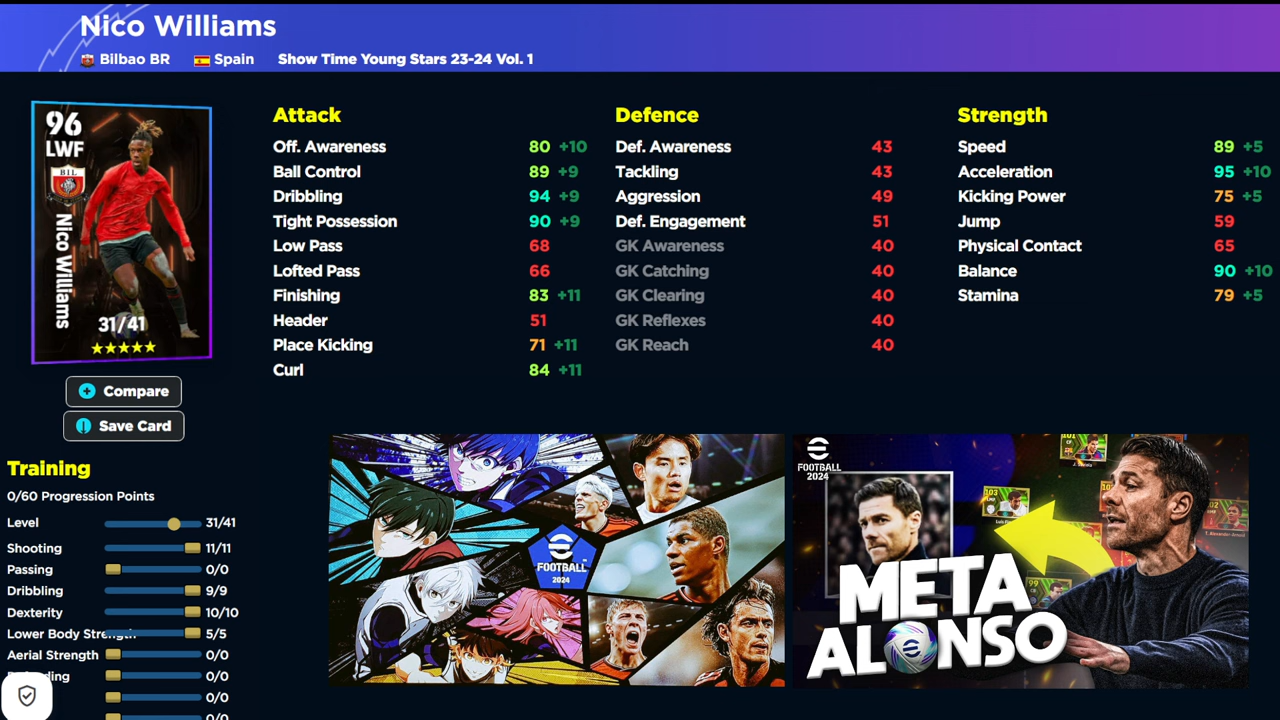 Nico Williams
Bilbao BR Spain Show Time Young Stars 23-24 Vol. 1
96
LWF
BIL
Nico Williams
31/41
Compare
Save Card
Attack
Off. Awareness 80 +10
Ball Control 89 +9
Dribbling 94 +9
Tight Possession 90 +9
Low Pass 68
Lofted Pass 66
Finishing 83 +11
Header 51
Place Kicking 71 +11
Curl 84 +11
Defence
Def. Awareness 43
Tackling 43
Aggression 49
Def. Engagement 51
GK Awareness 40
GK Catching 40
GK Clearing 40
GK Reflexes 40
GK Reach 40
Strength
Speed 89 +5
Acceleration 95 +10
Kicking Power 75 +5
Jump 59
Physical Contact 65
Balance 90 +10
Stamina 79 +5
Training
0/60 Progression Points
Level 31/41
Shooting 11/11
Passing 0/0
Dribbling 9/9
Dexterity 10/10
Lower Body Strength 5/5
Aerial Strength 0/0
0/0
0/0
0/0
FOOTBALL
2024
FOOTBALL
2024
103
99
META
ALONSO